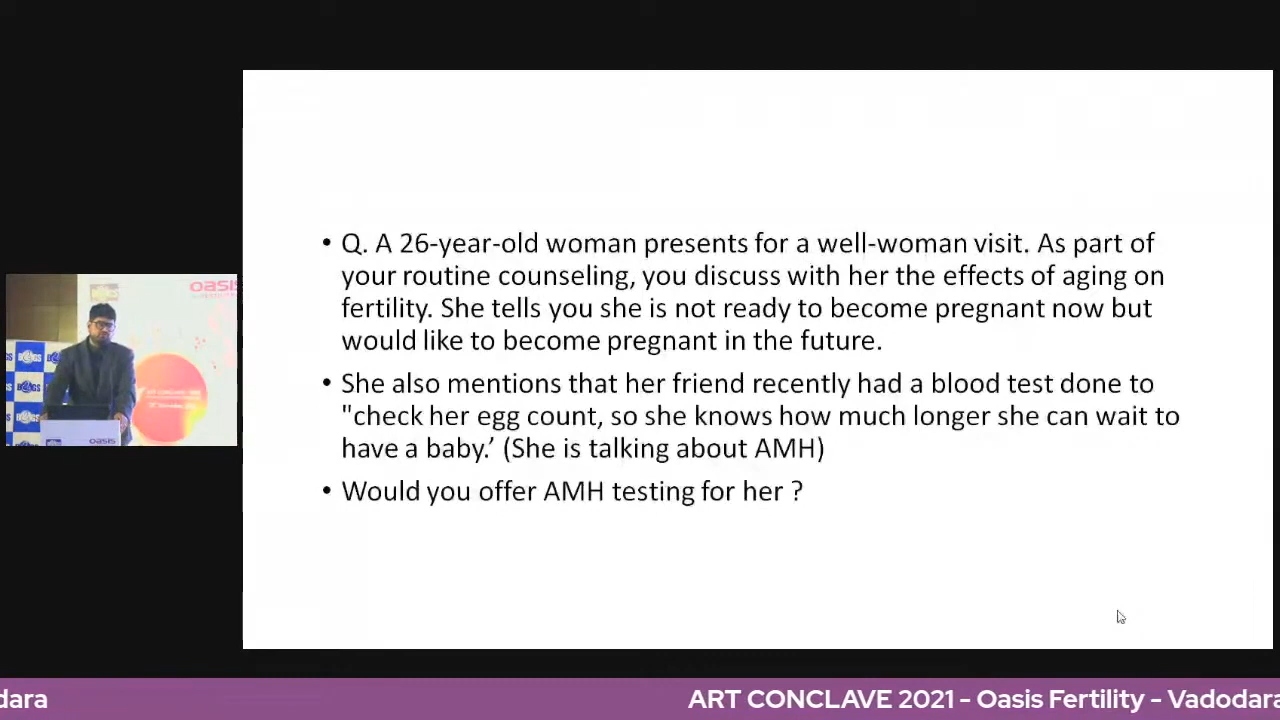 • Q. A 26-year-old woman presents for a well-woman visit. As part of
your routine counseling, you discuss with her the effects of aging on
fertility. She tells you she is not ready to become pregnant now but
would like to become pregnant in the future.
• She also mentions that her friend recently had a blood test done to
"check her egg count, so she knows how much longer she can wait to
have a baby.’ (She is talking about AMH)
• Would you offer AMH testing for her ?
oasis
oasis
dara
ART CONCLAVE 2021 - Oasis Fertility - Vadodara